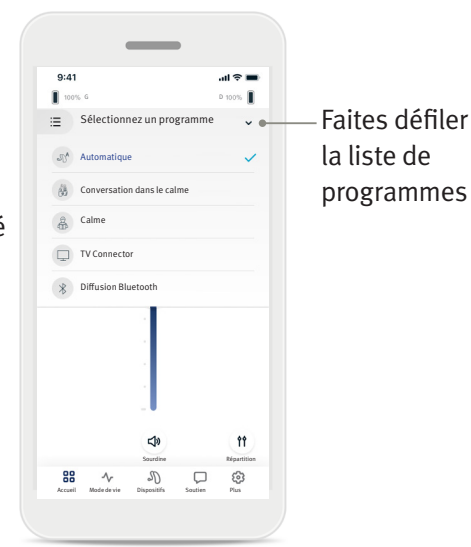 9:41
100% G
D 100%
Sélectionnez un programme
Automatique
Conversation dans le calme
Calme
TV Connector
Diffusion Bluetooth
Sourdine
Répartition
Accueil
Mode de vie
Dispositifs
Soutien
Plus
Faites défiler
la liste de
programmes
é